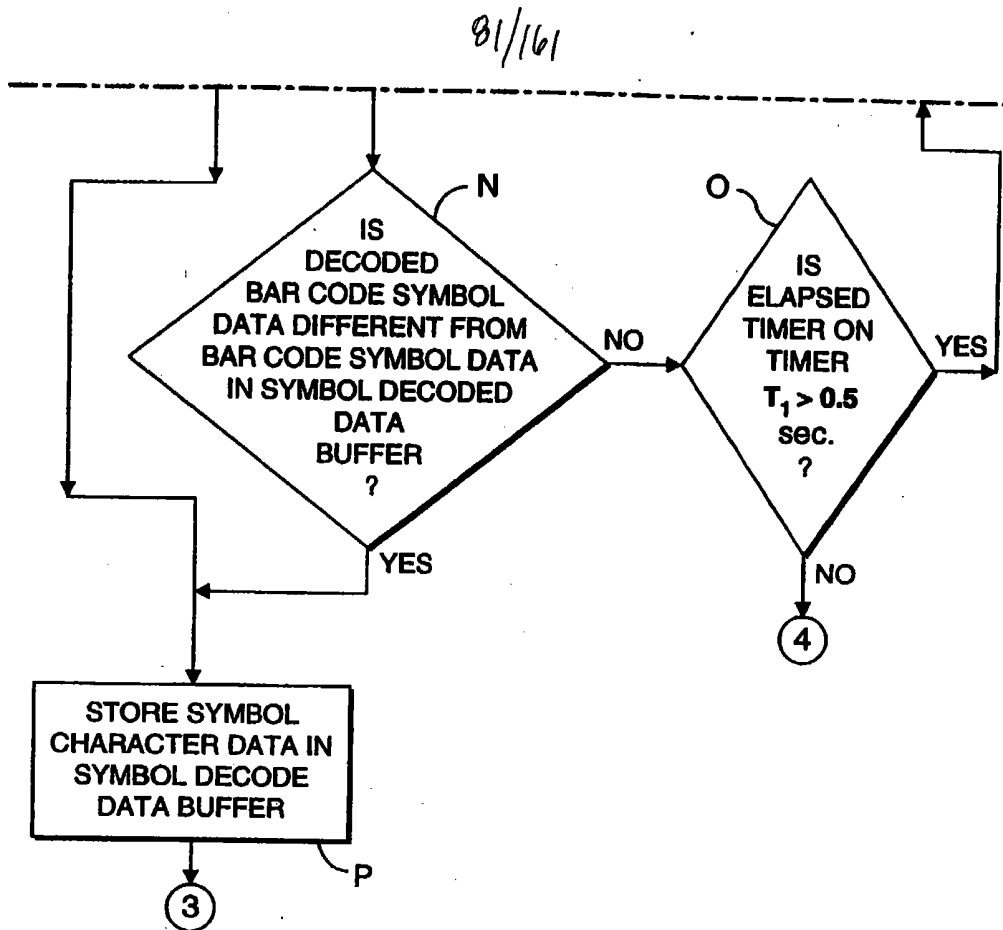 81/161
N
IS
DECODED
BAR CODE SYMBOL
DATA DIFFERENT FROM
BAR CODE SYMBOL DATA
IN SYMBOL DECODED
DATA
BUFFER
?
NO
YES
O
IS
ELAPSED
TIMER ON
TIMER
T₁ > 0.5
sec.
?
YES
NO
4
STORE SYMBOL
CHARACTER DATA IN
SYMBOL DECODE
DATA BUFFER
P
3